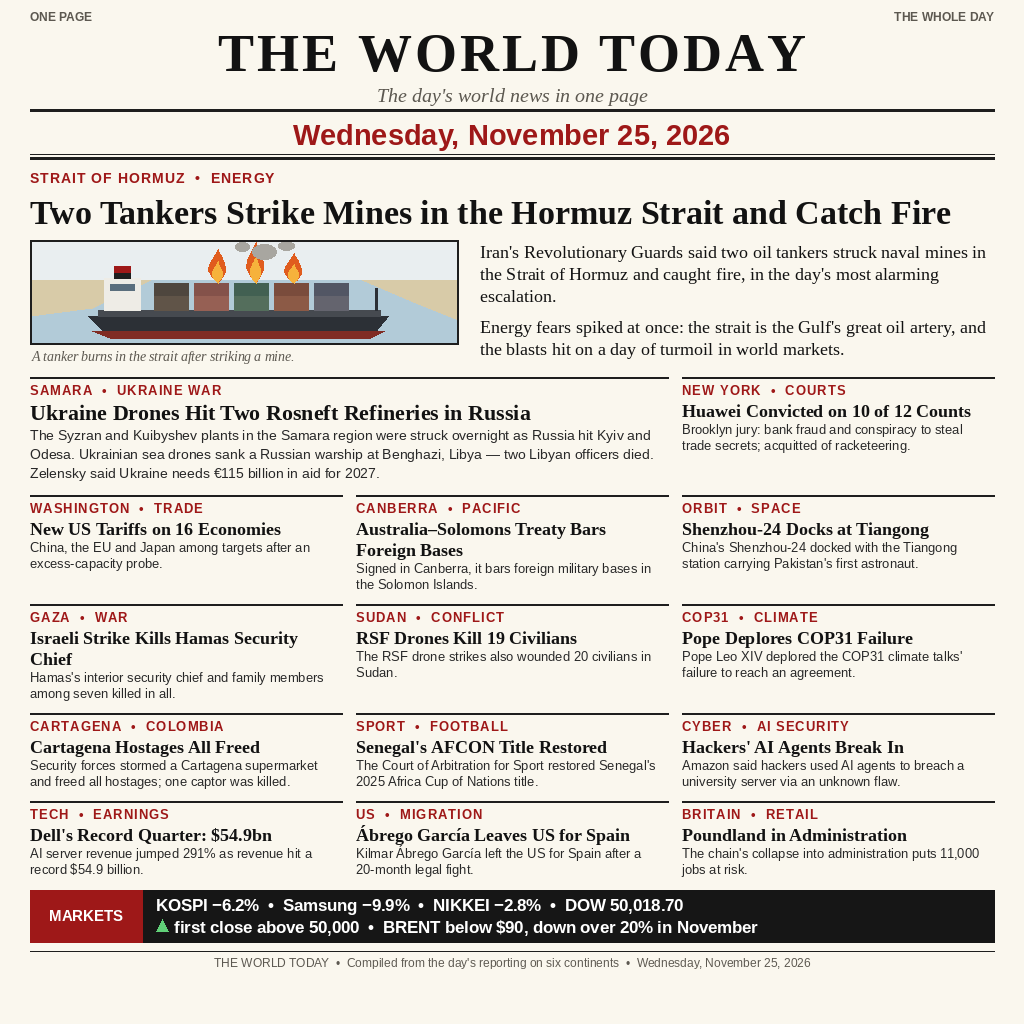 ONE PAGE
THE WHOLE DAY
THE WORLD TODAY
The day's world news in one page
Wednesday, November 25, 2026
STRAIT OF HORMUZ • ENERGY
Two Tankers Strike Mines in the Hormuz Strait and Catch Fire
Iran's Revolutionary Guards said two oil tankers struck naval mines in
the Strait of Hormuz and caught fire, in the day's most alarming
escalation.
Energy fears spiked at once: the strait is the Gulf's great oil artery, and
the blasts hit on a day of turmoil in world markets.
A tanker burns in the strait after striking a mine.
SAMARA • UKRAINE WAR
Ukraine Drones Hit Two Rosneft Refineries in Russia
The Syzran and Kuibyshev plants in the Samara region were struck overnight as Russia hit Kyiv and
Odesa. Ukrainian sea drones sank a Russian warship at Benghazi, Libya — two Libyan officers died.
Zelensky said Ukraine needs €115 billion in aid for 2027.
NEW YORK • COURTS
Huawei Convicted on 10 of 12 Counts
Brooklyn jury: bank fraud and conspiracy to steal
trade secrets; acquitted of racketeering.
WASHINGTON • TRADE
New US Tariffs on 16 Economies
China, the EU and Japan among targets after an
excess-capacity probe.
CANBERRA • PACIFIC
Australia–Solomons Treaty Bars
Foreign Bases
Signed in Canberra, it bars foreign military bases in
the Solomon Islands.
ORBIT • SPACE
Shenzhou-24 Docks at Tiangong
China's Shenzhou-24 docked with the Tiangong
station carrying Pakistan's first astronaut.
GAZA • WAR
Israeli Strike Kills Hamas Security
Chief
Hamas's interior security chief and family members
among seven killed in all.
SUDAN • CONFLICT
RSF Drones Kill 19 Civilians
The RSF drone strikes also wounded 20 civilians in
Sudan.
COP31 • CLIMATE
Pope Deplores COP31 Failure
Pope Leo XIV deplored the COP31 climate talks'
failure to reach an agreement.
CARTAGENA • COLOMBIA
Cartagena Hostages All Freed
Security forces stormed a Cartagena supermarket
and freed all hostages; one captor was killed.
SPORT • FOOTBALL
Senegal's AFCON Title Restored
The Court of Arbitration for Sport restored Senegal's
2025 Africa Cup of Nations title.
CYBER • AI SECURITY
Hackers' AI Agents Break In
Amazon said hackers used AI agents to breach a
university server via an unknown flaw.
TECH • EARNINGS
Dell's Record Quarter: $54.9bn
AI server revenue jumped 291% as revenue hit a
record $54.9 billion.
US • MIGRATION
Ábrego García Leaves US for Spain
Kilmar Ábrego García left the US for Spain after a
20-month legal fight.
BRITAIN • RETAIL
Poundland in Administration
The chain's collapse into administration puts 11,000
jobs at risk.
MARKETS
KOSPI −6.2% • Samsung −9.9% • NIKKEI −2.8% • DOW 50,018.70
▲ first close above 50,000 • BRENT below $90, down over 20% in November
THE WORLD TODAY • Compiled from the day's reporting on six continents • Wednesday, November 25, 2026